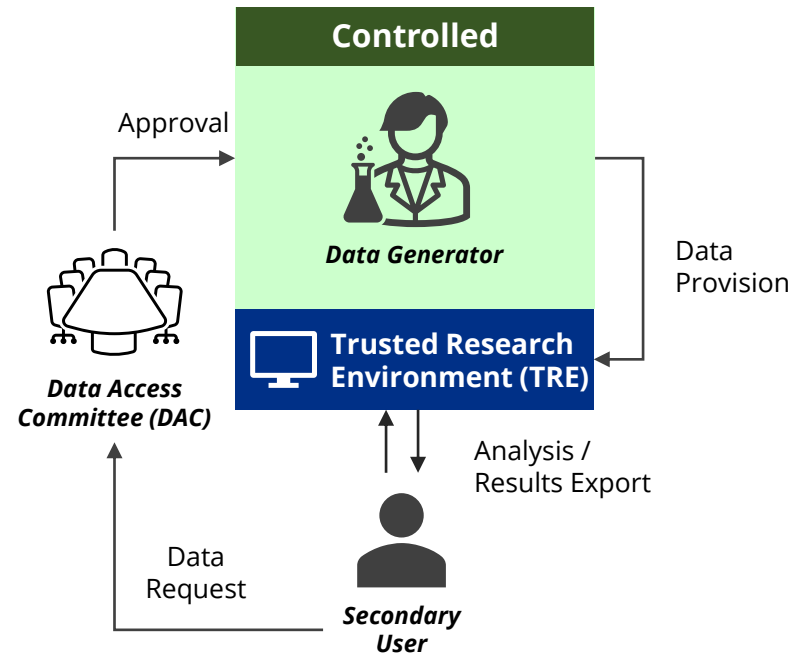 Controlled
Approval
Data Generator
Data
Provision
Trusted Research
Environment (TRE)
Data Access
Committee (DAC)
Analysis /
Results Export
Data
Request
Secondary
User